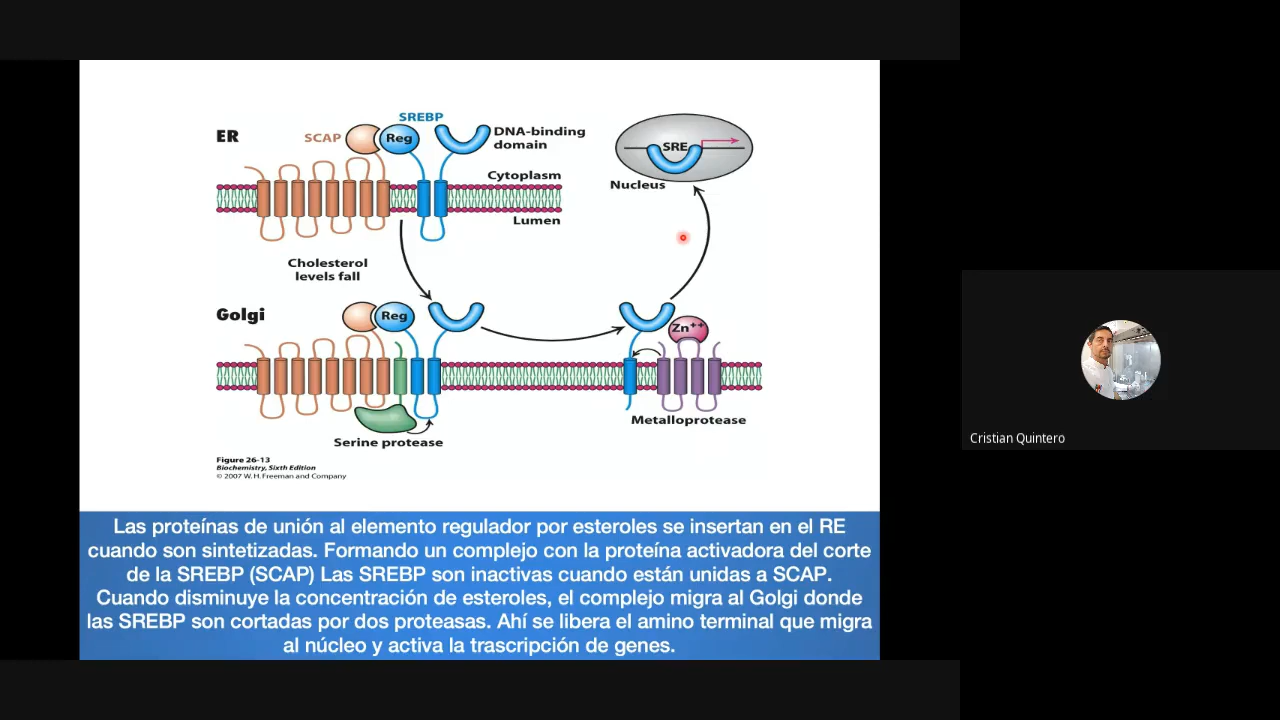 SREBP
ER
SCAP
Reg
DNA-binding
domain
SRE
Cytoplasm
Nucleus
Lumen
Cholesterol
levels fall
Golgi
Reg
Zn++
Metalloprotease
Serine protease
Figure 26-13
Biochemistry, Sixth Edition
© 2007 W. H. Freeman and Company
Las proteínas de unión al elemento regulador por esteroles se insertan en el RE
cuando son sintetizadas. Formando un complejo con la proteína activadora del corte
de la SREBP (SCAP) Las SREBP son inactivas cuando están unidas a SCAP.
Cuando disminuye la concentración de esteroles, el complejo migra al Golgi donde
las SREBP son cortadas por dos proteasas. Ahí se libera el amino terminal que migra
al núcleo y activa la trascripción de genes.
Cristian Quintero